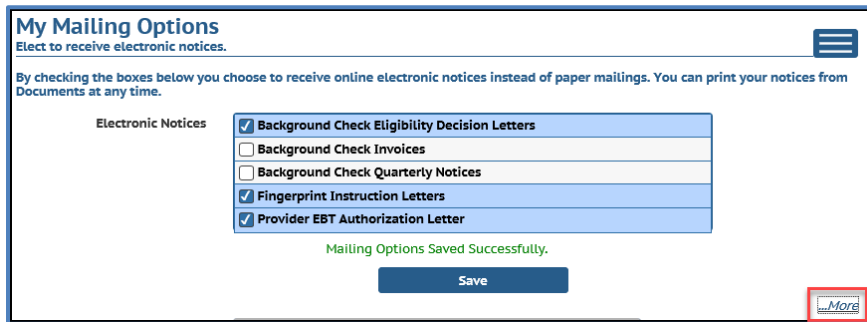 My Mailing Options
Elect to receive electronic notices.
By checking the boxes below you choose to receive online electronic notices instead of paper mailings. You can print your notices from
Documents at any time.
Electronic Notices
Background Check Eligibility Decision Letters
Background Check Invoices
Background Check Quarterly Notices
Fingerprint Instruction Letters
Provider EBT Authorization Letter
Mailing Options Saved Successfully.
Save
...More